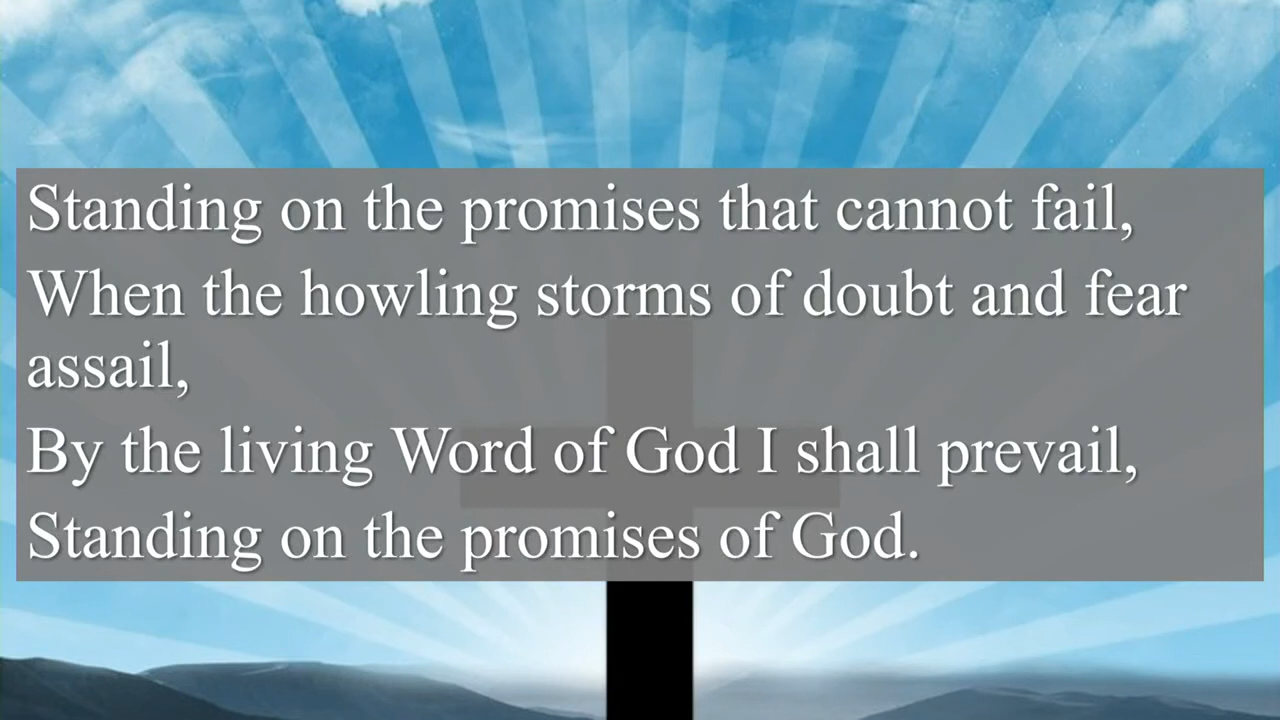 Standing on the promises that cannot fail,
When the howling storms of doubt and fear
assail,
By the living Word of God I shall prevail,
Standing on the promises of God.